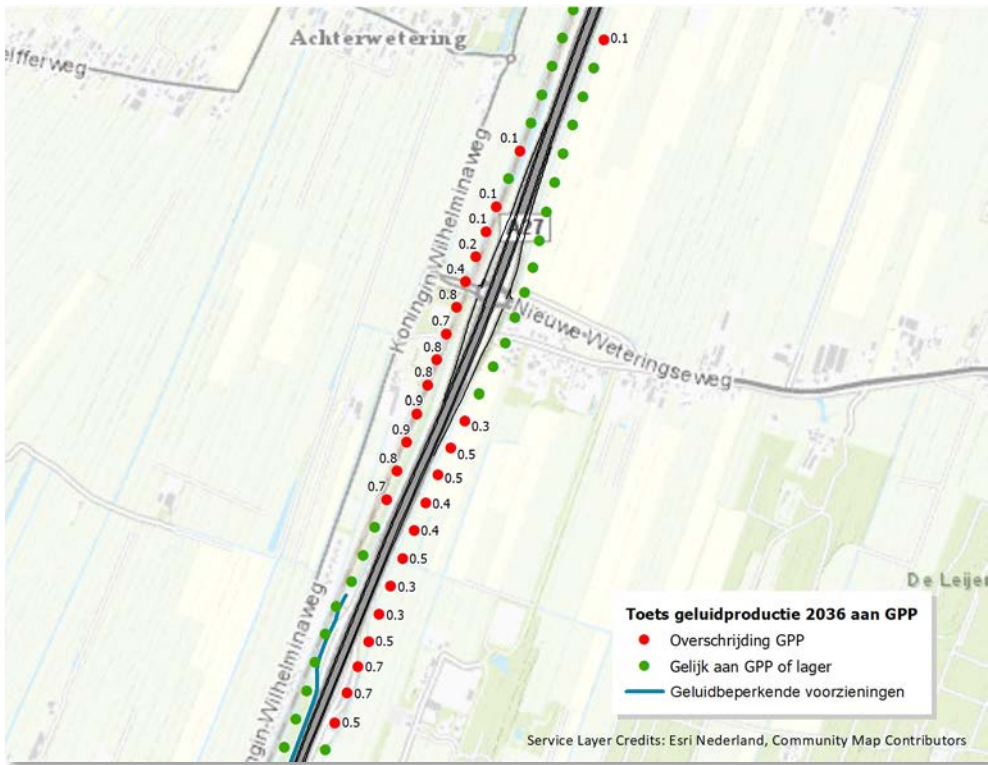 Achterwetering
elfferweg
0.1
0.1
Koningin-Wilhelminaweg
0.1
0.1
A27
0.2
0.4
0.8
Nieuwe-Weteringseweg
0.7
0.8
0.8
0.9
0.3
0.9
0.5
0.8
0.5
0.7
0.4
0.4
0.5
De Leijen
0.3
0.3
0.5
0.7
0.7
0.5
ngin-Wilhelminaweg
Toets geluidproductie 2036 aan GPP
Overschrijding GPP
Gelijk aan GPP of lager
Geluidbeperkende voorzieningen
Service Layer Credits: Esri Nederland, Community Map Contributors